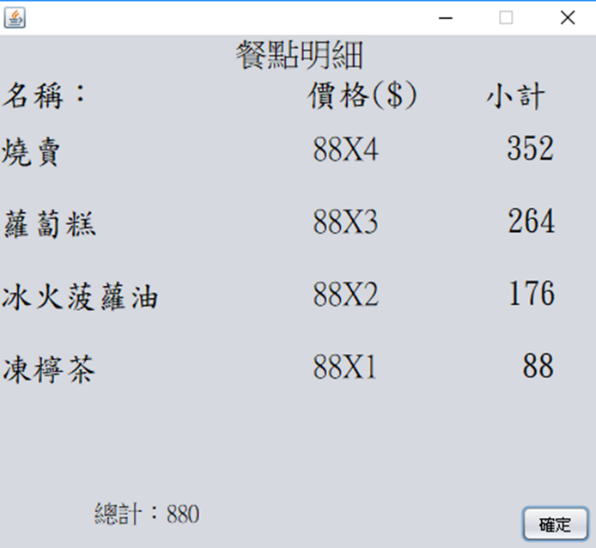 餐點明細
名稱： 價格($) 小計
燒賣 88X4 352
蘿蔔糕 88X3 264
冰火菠蘿油 88X2 176
凍檸茶 88X1 88
總計：880
確定